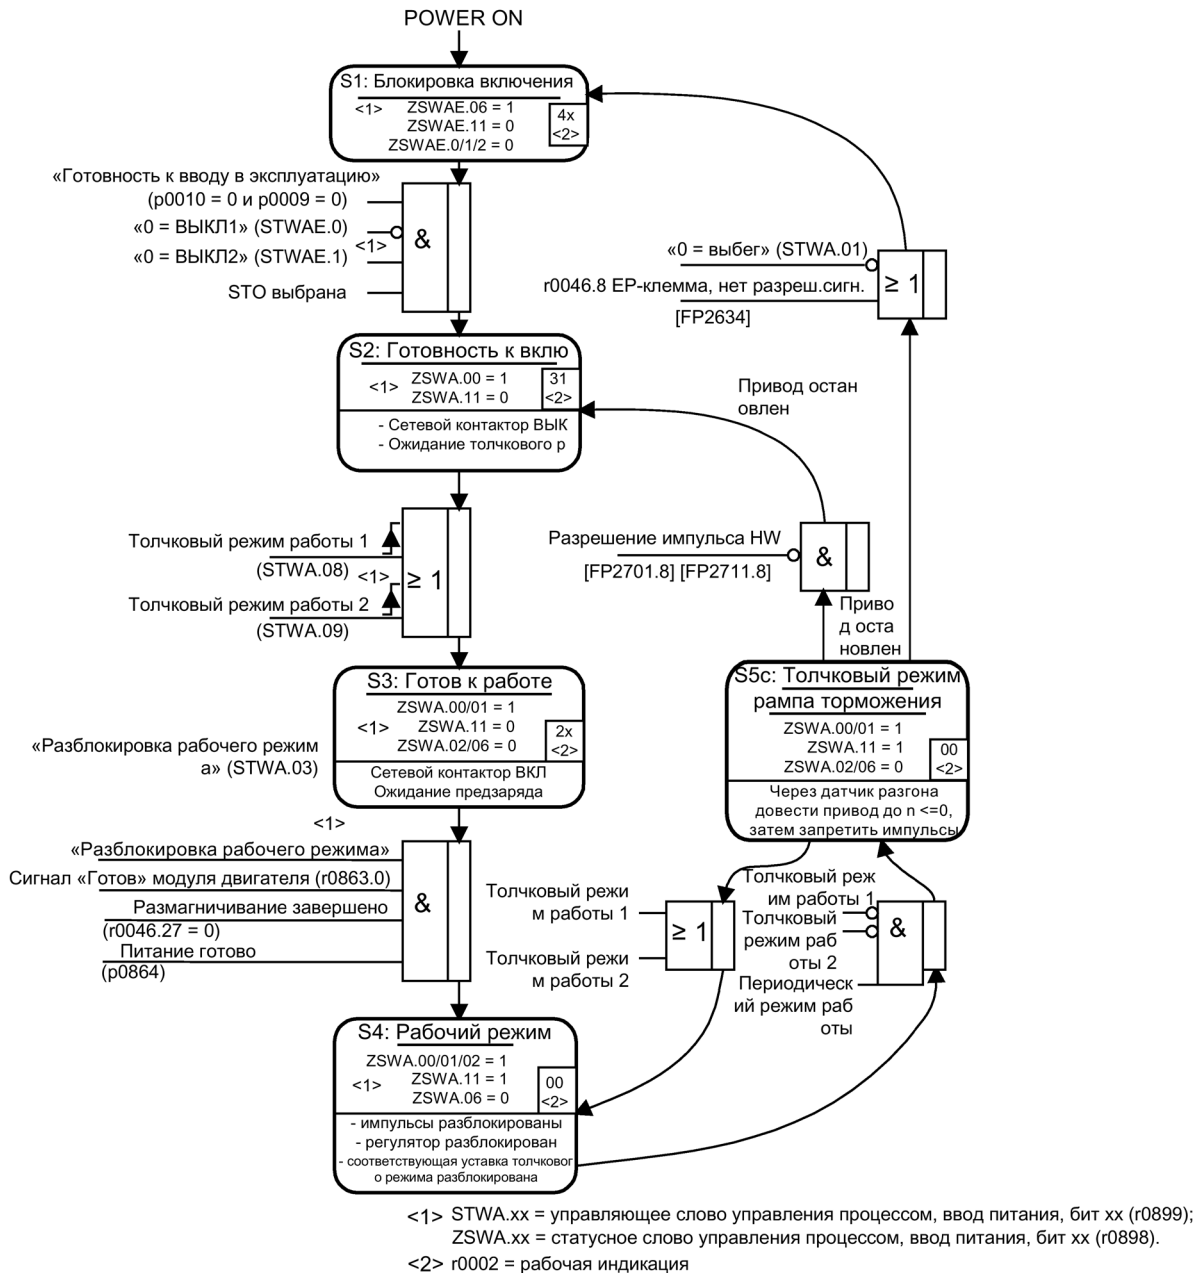 POWER ON
S1: Блокировка включения
<1>
ZSWAE.06 = 1
ZSWAE.11 = 0
ZSWAE.0/1/2 = 0
4x
<2>
«Готовность к вводу в эксплуатацию»
(p0010 = 0 и p0009 = 0)
«0 = ВЫКЛ1» (STWAE.0)
<1>
«0 = ВЫКЛ2» (STWAE.1)
STO выбрана
&
«0 = выбег» (STWA.01)
r0046.8 EP-клемма, нет разреш.сигн.
[FP2634]
≥ 1
S2: Готовность к вклю
<1>
ZSWA.00 = 1
ZSWA.11 = 0
31
<2>
- Сетевой контактор ВЫК
- Ожидание толчкового р
Привод остан
овлен
Толчковый режим работы 1
(STWA.08)
<1>
Толчковый режим работы 2
(STWA.09)
≥ 1
Разрешение импульса HW
[FP2701.8] [FP2711.8]
&
Приво
д оста
новлен
S3: Готов к работе
ZSWA.00/01 = 1
<1>
ZSWA.11 = 0
ZSWA.02/06 = 0
2x
<2>
Сетевой контактор ВКЛ
Ожидание предзаряда
«Разблокировка рабочего режим
а» (STWA.03)
S5c: Толчковый режим
рампа торможения
ZSWA.00/01 = 1
ZSWA.11 = 1
ZSWA.02/06 = 0
00
<2>
Через датчик разгона
довести привод до n <=0,
затем запретить импульсы
<1>
«Разблокировка рабочего режима»
Сигнал «Готов» модуля двигателя (r0863.0)
Размагничивание завершено
(r0046.27 = 0)
Питание готово
(p0864)
&
Толчковый режи
м работы 1
Толчковый режи
м работы 2
≥ 1
Толчковый реж
им работы 1
Толчковый
режим раб
оты 2
Периодическ
ий режим раб
оты
&
S4: Рабочий режим
ZSWA.00/01/02 = 1
<1>
ZSWA.11 = 1
ZSWA.06 = 0
00
<2>
- импульсы разблокированы
- регулятор разблокирован
- соответствующая уставка толчковог
о режима разблокирована
<1> STWA.xx = управляющее слово управления процессом, ввод питания, бит xx (r0899);
ZSWA.xx = статусное слово управления процессом, ввод питания, бит xx (r0898).
<2> r0002 = рабочая индикация